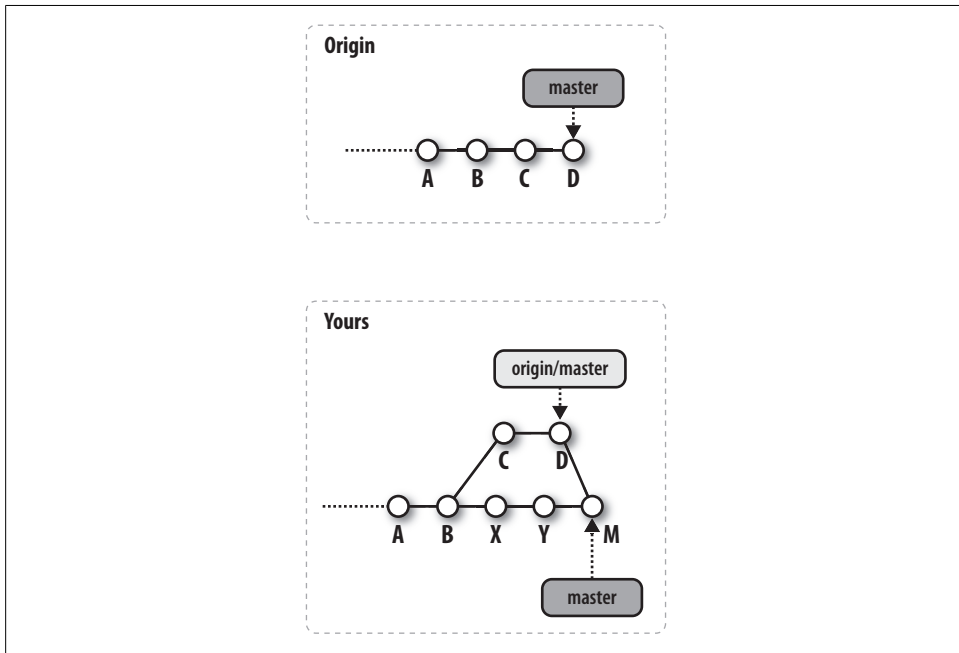 Origin
master
A B C D
Yours
origin/master
C D
A B X Y M
master